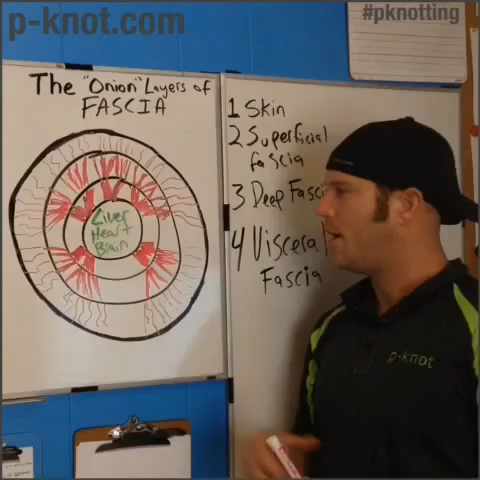 p-knot.com
#pknotting
The "Onion" Layers of
FASCIA
Liver
Heart
Brain
1 Skin
2 Superficial
fascia
3 Deep Fasci
4 Visceral
Fascia
p-knot